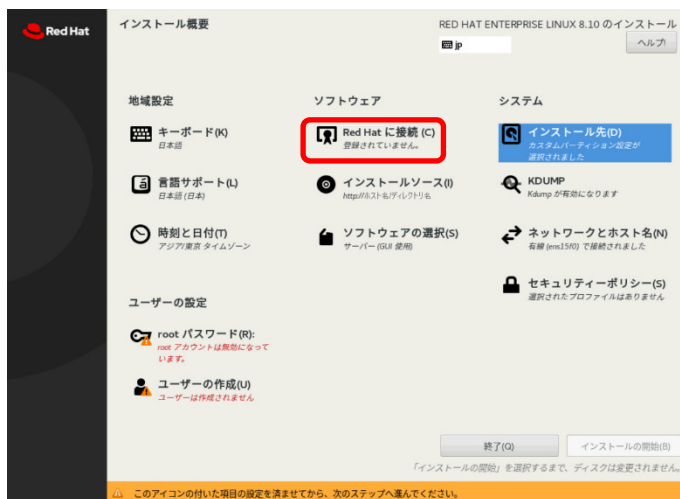 Red Hat
インストール概要
RED HAT ENTERPRISE LINUX 8.10 のインストール
jp
ヘルプ!
地域設定
キーボード(K)
日本語
言語サポート(L)
日本語 (日本)
時刻と日付(T)
アジア/東京 タイムゾーン
ソフトウェア
Red Hat に接続 (C)
登録されていません。
インストールソース(I)
http://ホスト名/ディレクトリ名
ソフトウェアの選択(S)
サーバー (GUI 使用)
システム
インストール先(D)
カスタムパーティション設定が
選択されました
KDUMP
Kdump が有効になります
ネットワークとホスト名(N)
有線 (ens15f0) で接続されました
セキュリティーポリシー(S)
選択されたプロファイルはありません
ユーザーの設定
root パスワード(R):
root アカウントは無効になって
います。
ユーザーの作成(U)
ユーザーは作成されません
終了(Q)
インストールの開始(B)
「インストールの開始」を選択するまで、ディスクは変更されません。
このアイコンの付いた項目の設定を済ませてから、次のステップへ進んでください。